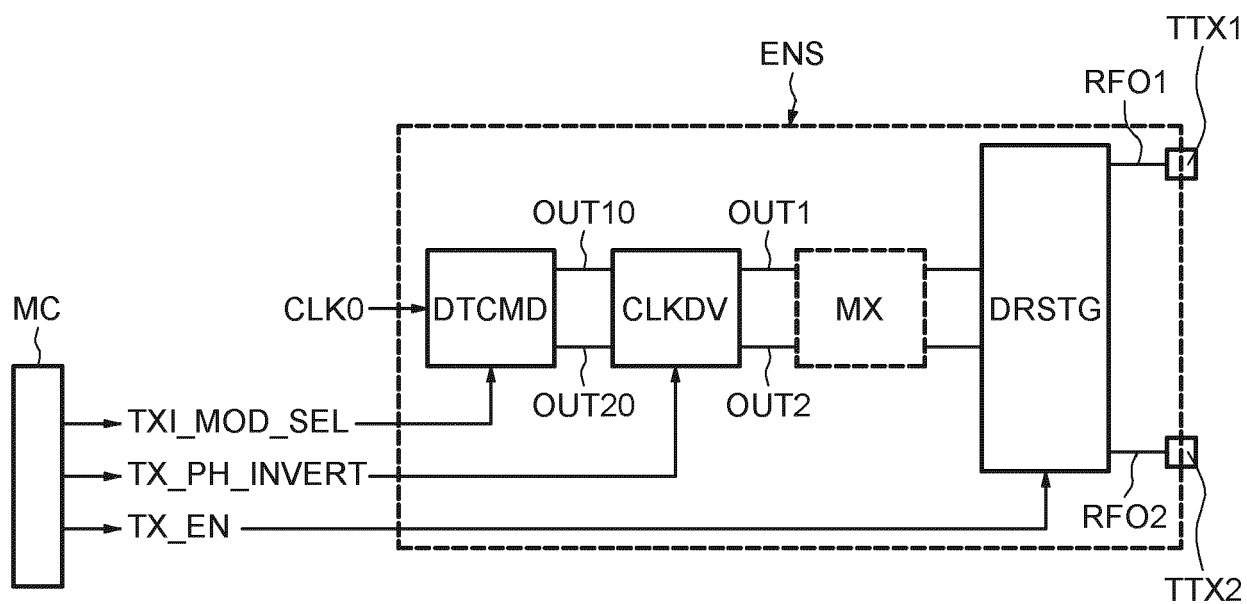 TTX1
ENS
RFO1
OUT10
OUT1
MC
CLK0
DTCMD
CLKDV
MX
DRSTG
OUT20
OUT2
TXI_MOD_SEL
TX_PH_INVERT
TX_EN
RFO2
TTX2